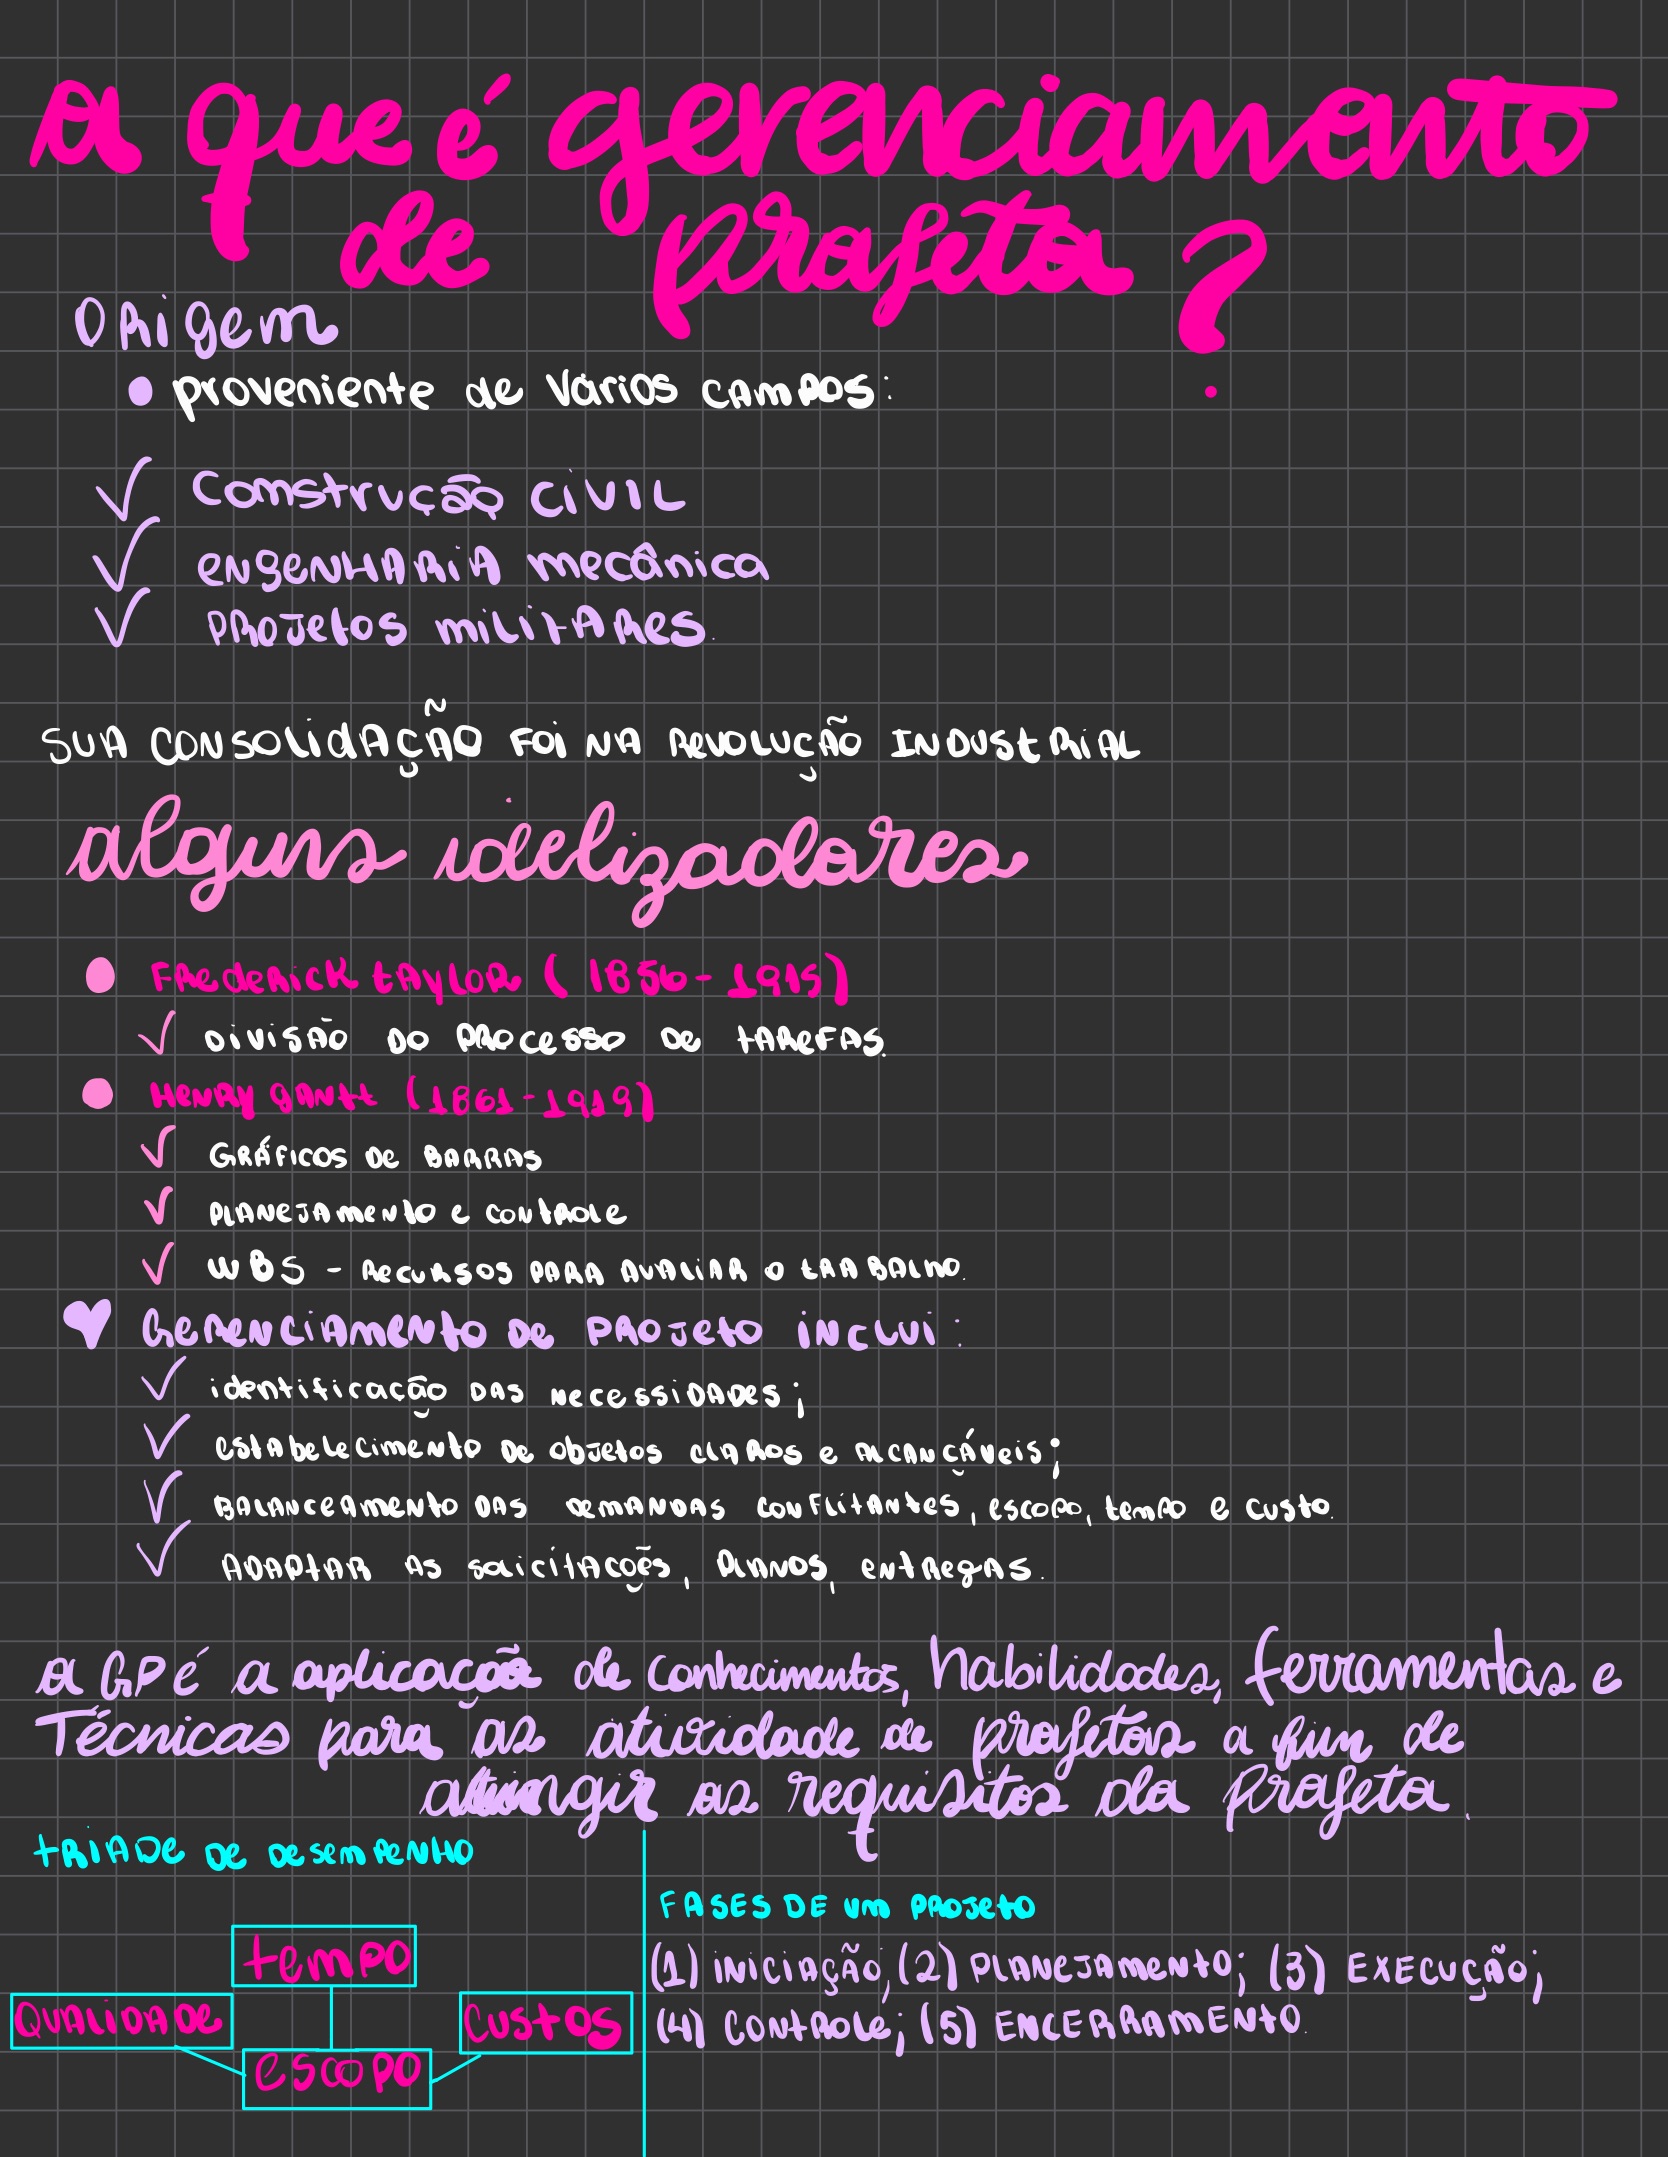 O que é gerenciamento
de projeto?
Origem
proveniente de vários campos:
Construção civil
engenharia mecânica
projetos militares.
Sua consolidação foi na revolução industrial
alguns idelizadores
Frederick Taylor (1856-1915)
Divisão do processo de tarefas.
Henry Gantt (1861-1919)
Gráficos de barras
planejamento e controle
WBS - recursos para avaliar o trabalho.
Gerenciamento de projeto inclui:
identificação das necessidades;
estabelecimento de objetos claros e alcançáveis;
Balanceamento das demandas conflitantes, escopo, tempo e custo.
Adaptar as solicitações, planos, entregas.
O GP é a aplicação de conhecimentos, habilidades, ferramentas e
Técnicas para as atividade de projetos a fim de
atingir os requisitos do projeto.
triade de desempenho
Fases de um projeto
tempo
(1) iniciação, (2) planejamento; (3) execução;
Qualidade
Custos
(4) controle; (5) encerramento.
escopo